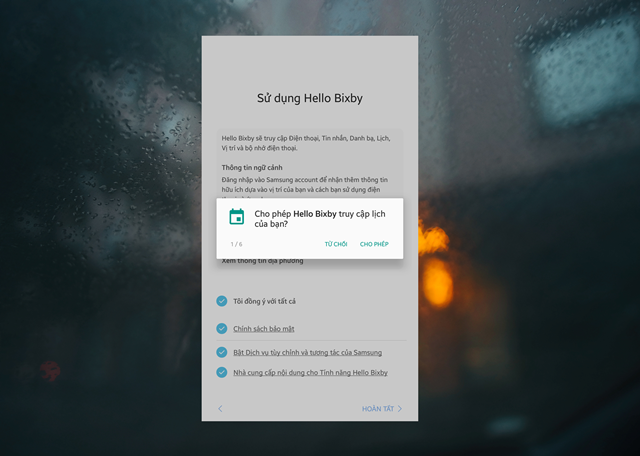 Sử dụng Hello Bixby
Hello Bixby sẽ truy cập Điện thoại, Tin nhắn, Danh bạ, Lịch,
Vị trí và bộ nhớ điện thoại.
Thông tin ngữ cảnh
Đăng nhập vào Samsung account để nhận thêm thông tin
hữu ích dựa vào vị trí của bạn và cách bạn sử dụng điện
Cho phép Hello Bixby truy cập lịch
của bạn?
1 / 6
TỪ CHỐI
CHO PHÉP
Xem thông tin địa phương
Tôi đồng ý với tất cả
Chính sách bảo mật
Bật Dịch vụ tùy chỉnh và tương tác của Samsung
Nhà cung cấp nội dung cho Tính năng Hello Bixby
HOÀN TẤT